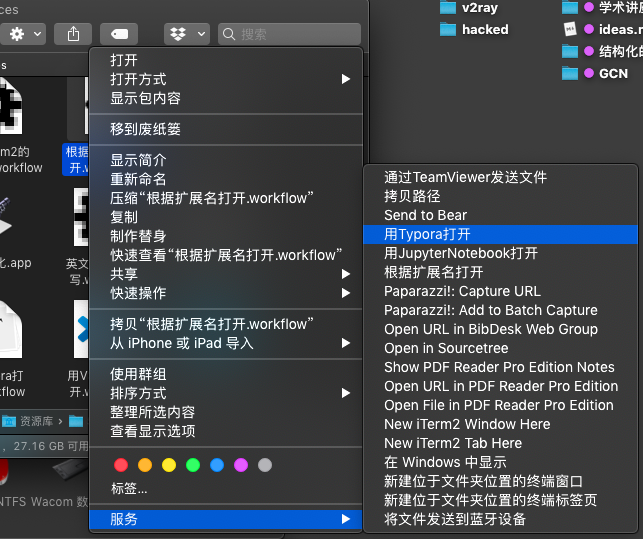 ces
搜索
s
m2的
workflow
根据
开.w
化.app
英文
写.w
ra打
kflow
用V
开.w
资源库
，27.16 GB 可用
NTFS
Wacom 数
打开
打开方式
显示包内容
移到废纸篓
显示简介
重新命名
压缩“根据扩展名打开.workflow”
复制
制作替身
快速查看“根据扩展名打开.workflow”
共享
快速操作
拷贝“根据扩展名打开.workflow”
从 iPhone 或 iPad 导入
使用群组
排序方式
整理所选内容
查看显示选项
标签...
服务
v2ray
hacked
学术讲座
ideas.m
结构化的
GCN
通过TeamViewer发送文件
拷贝路径
Send to Bear
用Typora打开
用JupyterNotebook打开
根据扩展名打开
Paparazzi!: Capture URL
Paparazzi!: Add to Batch Capture
Open URL in BibDesk Web Group
Open in Sourcetree
Show PDF Reader Pro Edition Notes
Open URL in PDF Reader Pro Edition
Open File in PDF Reader Pro Edition
New iTerm2 Window Here
New iTerm2 Tab Here
在 Windows 中显示
新建位于文件夹位置的终端窗口
新建位于文件夹位置的终端标签页
将文件发送到蓝牙设备